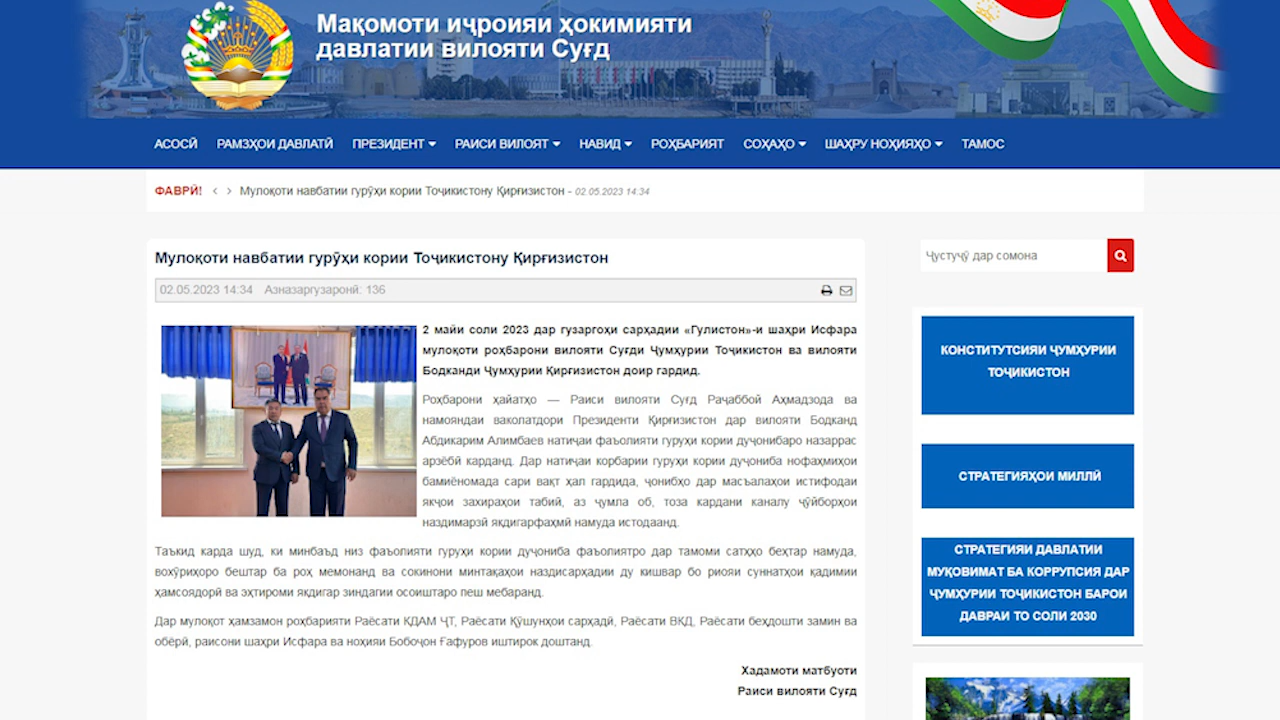 Мақомоти иҷроияи ҳокимияти
давлатии вилояти Суғд
АСОСӢ РАМЗҲОИ ДАВЛАТӢ ПРЕЗИДЕНТ РАИСИ ВИЛОЯТ НАВИД РОҲБАРИЯТ СОҲАҲО ШАҲРУ НОҲИЯҲО ТАМОС
ФАВРӢ! ‹ › Мулоқоти навбатии гурӯҳи кории Тоҷикистону Қирғизистон - 02.05.2023 14:34
Мулоқоти навбатии гурӯҳи кории Тоҷикистону Қирғизистон
02.05.2023 14:34 Азназаргузаронӣ: 136
2 майи соли 2023 дар гузаргоҳи сарҳадии «Гулистон»-и шаҳри Исфара
мулоқоти роҳбарони вилояти Суғди Ҷумҳурии Тоҷикистон ва вилояти
Бодканди Ҷумҳурии Қирғизистон доир гардид.
Роҳбарони ҳайатҳо — Раиси вилояти Суғд Раҷаббой Аҳмадзода ва
намояндаи ваколатдори Президенти Қирғизистон дар вилояти Бодканд
Абдикарим Алимбаев натиҷаи фаъолияти гуруҳи кории дуҷонибаро назаррас
арзёбӣ карданд. Дар натиҷаи корбарии гуруҳи кории дуҷониба нофаҳмиҳои
бамиёномада сари вақт ҳал гардида, ҷонибҳо дар масъалаҳои истифодаи
якҷои захираҳои табиӣ, аз ҷумла об, тоза кардани каналу ҷӯйборҳои
наздимарзӣ якдигарфаҳмӣ намуда истодаанд.
Таъкид карда шуд, ки минбаъд низ фаъолияти гуруҳи кории дуҷониба фаъолиятро дар тамоми сатҳҳо беҳтар намуда,
вохӯриҳоро бештар ба роҳ мемонанд ва сокинони минтақаҳои наздисарҳадии ду кишвар бо риояи суннатҳои қадимии
ҳамсоядорӣ ва эҳтироми якдигар зиндагии осоиштаро пеш мебаранд.
Дар мулоқот ҳамзамон роҳбарияти Раёсати КДАМ ҶТ, Раёсати Қӯшунҳои сарҳадӣ, Раёсати ВКД, Раёсати беҳдошти замин ва
обёрӣ, раисони шаҳри Исфара ва ноҳияи Бобоҷон Ғафуров иштирок доштанд.
Хадамоти матбуоти
Раиси вилояти Суғд
Ҷустуҷӯ дар сомона
КОНСТИТУТСИЯИ ҶУМҲУРИИ
ТОҶИКИСТОН
СТРАТЕГИЯҲОИ МИЛЛӢ
СТРАТЕГИЯИ ДАВЛАТИИ
МУҚОВИМАТ БА КОРРУПСИЯ ДАР
ҶУМҲУРИИ ТОҶИКИСТОН БАРОИ
ДАВРАИ ТО СОЛИ 2030